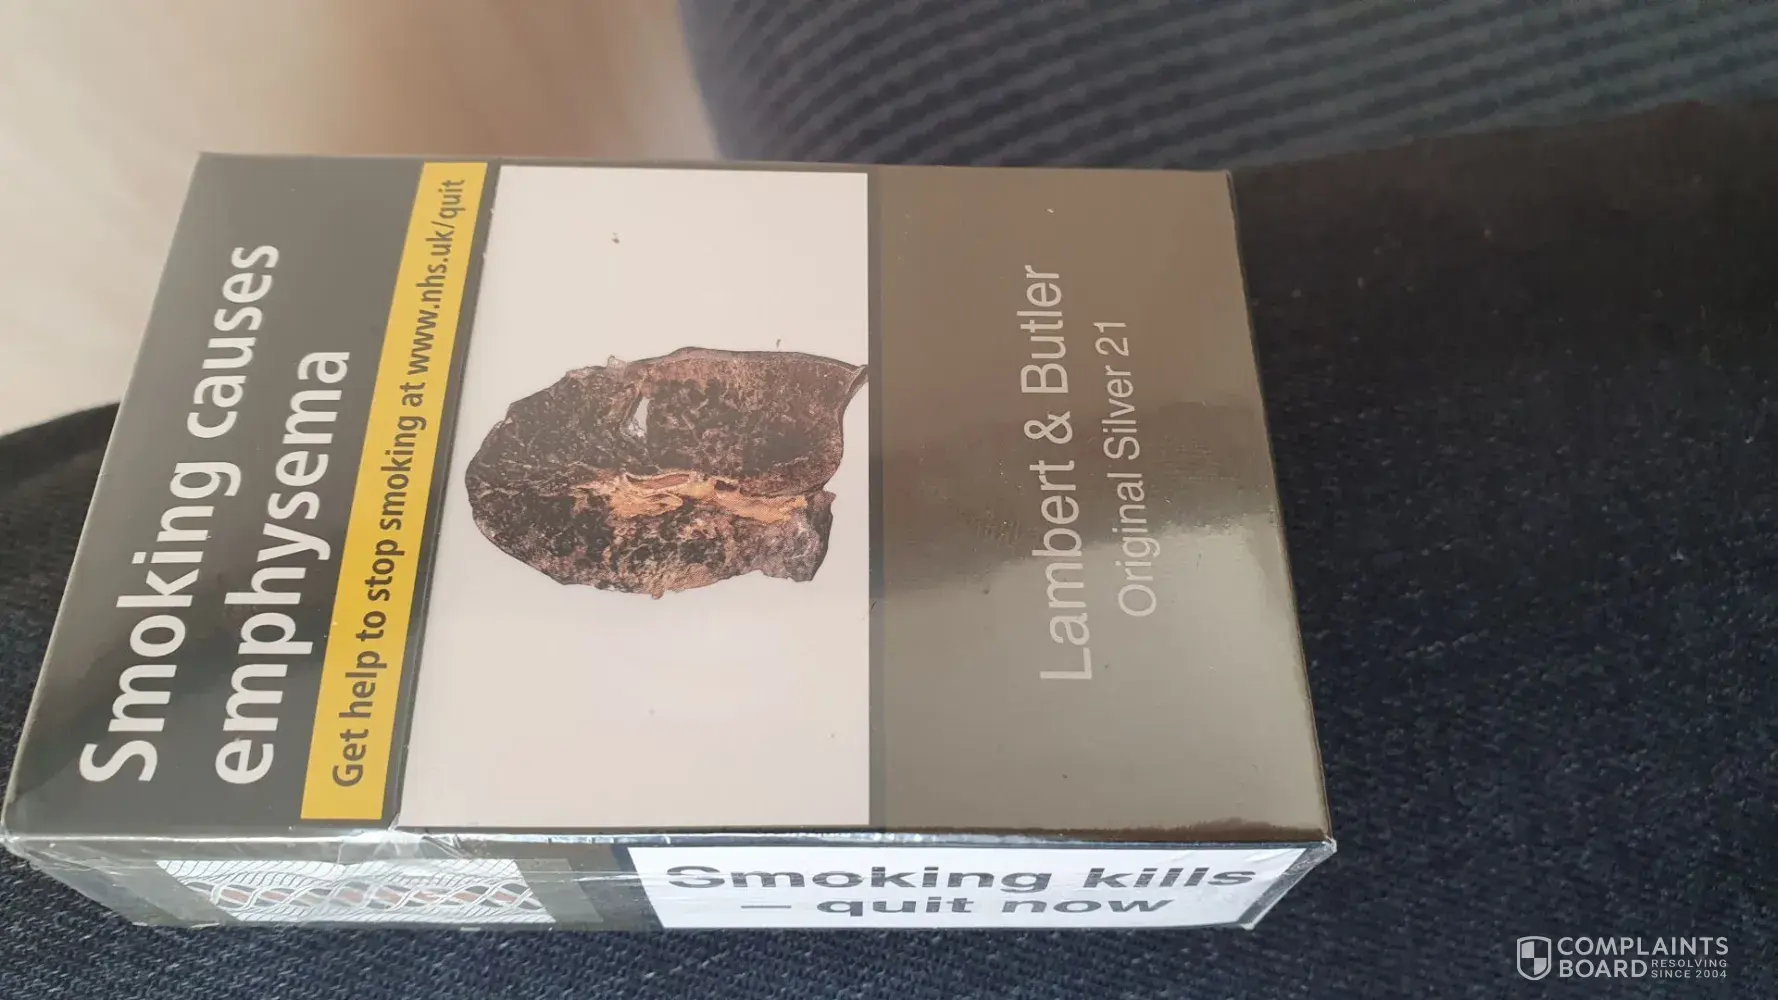 Smoking causes
emphysema
Get help to stop smoking at www.nhs.uk/quit
Lambert & Butler
Original Silver 21
Smoking kills
– quit now
COMPLAINTS
BOARD RESOLVING
SINCE 2004